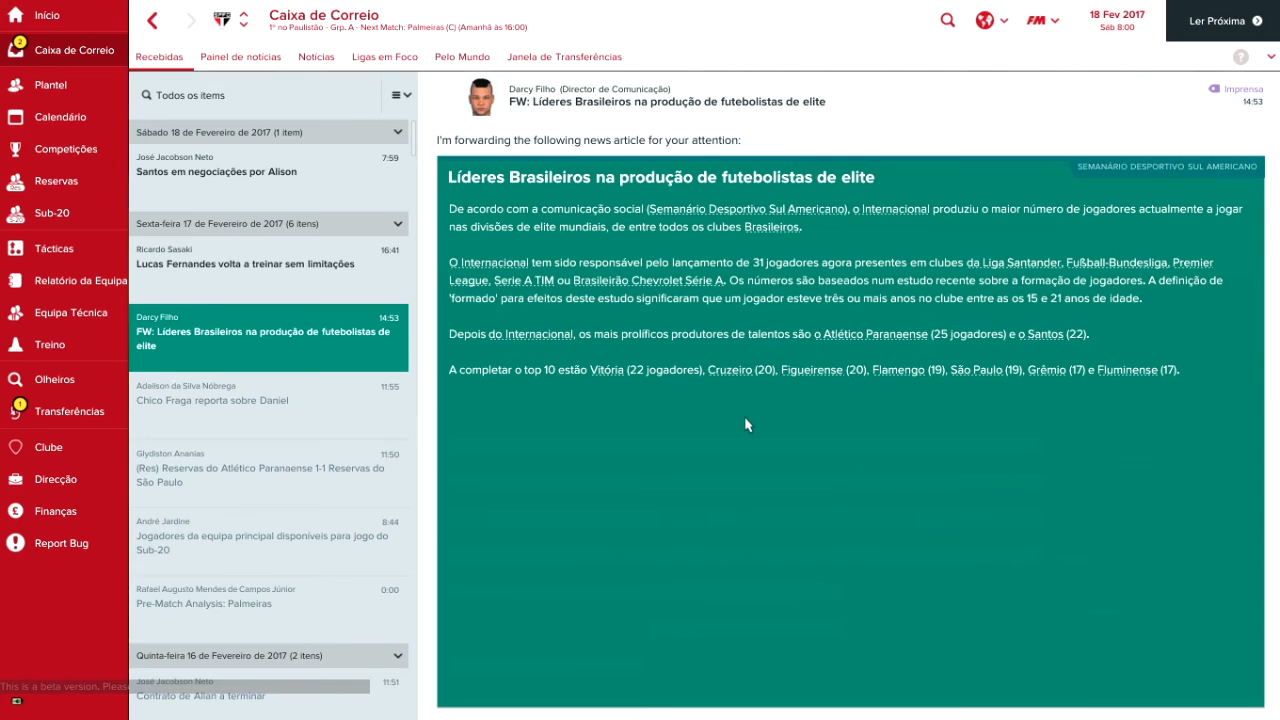 Início
Caixa de Correio
2
Plantel
Calendário
Competições
Reservas
Sub-20
Tácticas
Relatório da Equipa
Equipa Técnica
Treino
Olheiros
Transferências
1
Clube
Direcção
Finanças
Report Bug
This is a beta version. Please
Caixa de Correio
1º no Paulistão - Grp. A - Next Match: Palmeiras (C) (Amanhã às 16:00)
FM
18 Fev 2017
Sáb 8:00
Ler Próxima
Recebidas
Painel de notícias
Notícias
Ligas em Foco
Pelo Mundo
Janela de Transferências
?
Todos os items
Sábado 18 de Fevereiro de 2017 (1 item)
José Jacobson Neto 7:59
Santos em negociações por Alison
Sexta-feira 17 de Fevereiro de 2017 (6 itens)
Ricardo Sasaki 16:41
Lucas Fernandes volta a treinar sem limitações
Darcy Filho 14:53
FW: Líderes Brasileiros na produção de futebolistas de
elite
Adaílson da Silva Nóbrega 11:55
Chico Fraga reporta sobre Daniel
Glydiston Ananias 11:50
(Res) Reservas do Atlético Paranaense 1-1 Reservas do
São Paulo
André Jardine 8:44
Jogadores da equipa principal disponíveis para jogo do
Sub-20
Rafael Augusto Mendes de Campos Júnior 0:00
Pre-Match Analysis: Palmeiras
Quinta-feira 16 de Fevereiro de 2017 (2 itens)
José Jacobson Neto 11:51
Contrato de Allan a terminar
Darcy Filho (Director de Comunicação)
FW: Líderes Brasileiros na produção de futebolistas de elite
Imprensa
14:53
I'm forwarding the following news article for your attention:
SEMANÁRIO DESPORTIVO SUL AMERICANO
Líderes Brasileiros na produção de futebolistas de elite
De acordo com a comunicação social (Semanário Desportivo Sul Americano), o Internacional produziu o maior número de jogadores actualmente a jogar
nas divisões de elite mundiais, de entre todos os clubes Brasileiros.
O Internacional tem sido responsável pelo lançamento de 31 jogadores agora presentes em clubes da Liga Santander, Fußball-Bundesliga, Premier
League, Serie A TIM ou Brasileirão Chevrolet Série A. Os números são baseados num estudo recente sobre a formação de jogadores. A definição de
'formado' para efeitos deste estudo significaram que um jogador esteve três ou mais anos no clube entre as os 15 e 21 anos de idade.
Depois do Internacional, os mais prolíficos produtores de talentos são o Atlético Paranaense (25 jogadores) e o Santos (22).
A completar o top 10 estão Vitória (22 jogadores), Cruzeiro (20), Figueirense (20), Flamengo (19), São Paulo (19), Grêmio (17) e Fluminense (17).